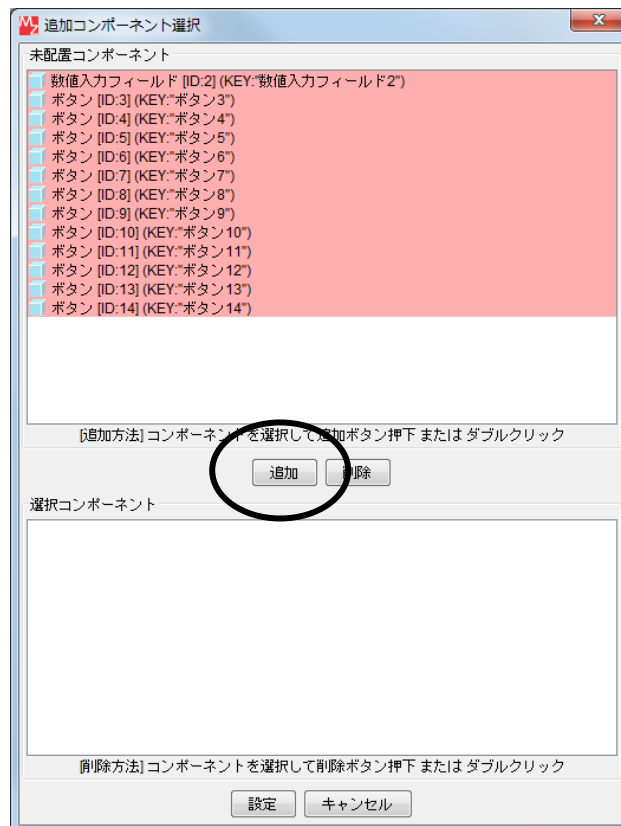 追加コンポーネント選択
未配置コンポーネント
数値入力フィールド [ID:2] (KEY:"数値入力フィールド2")
ボタン [ID:3] (KEY:"ボタン3")
ボタン [ID:4] (KEY:"ボタン4")
ボタン [ID:5] (KEY:"ボタン5")
ボタン [ID:6] (KEY:"ボタン6")
ボタン [ID:7] (KEY:"ボタン7")
ボタン [ID:8] (KEY:"ボタン8")
ボタン [ID:9] (KEY:"ボタン9")
ボタン [ID:10] (KEY:"ボタン10")
ボタン [ID:11] (KEY:"ボタン11")
ボタン [ID:12] (KEY:"ボタン12")
ボタン [ID:13] (KEY:"ボタン13")
ボタン [ID:14] (KEY:"ボタン14")
[追加方法] コンポーネントを選択して追加ボタン押下 または ダブルクリック
追加 削除
選択コンポーネント
[削除方法] コンポーネントを選択して削除ボタン押下 または ダブルクリック
設定 キャンセル